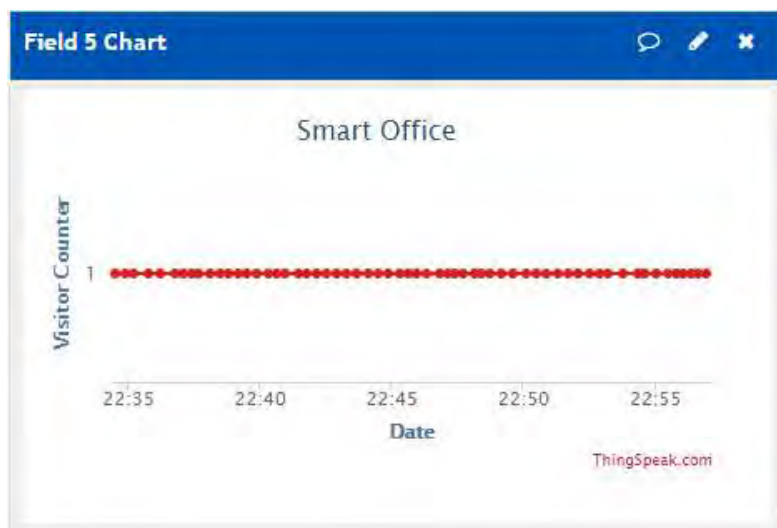 Field 5 Chart
Smart Office
Visitor Counter
1
22:35 22:40 22:45 22:50 22:55
Date
ThingSpeak.com